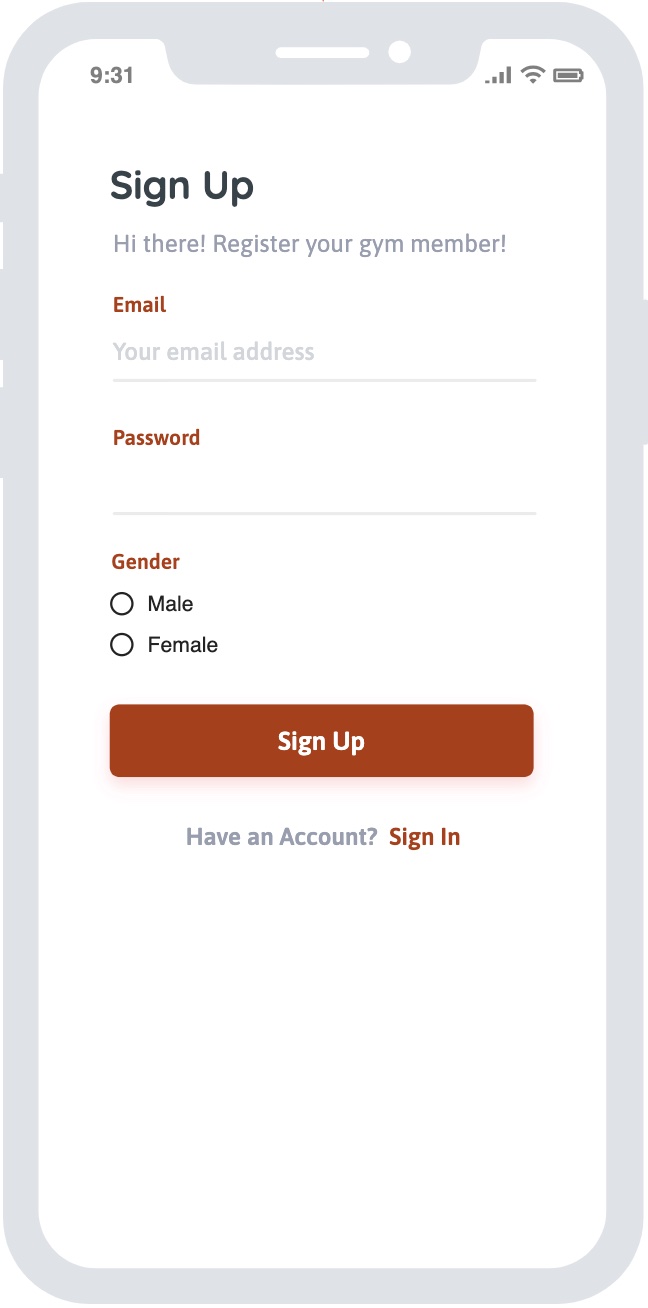 9:31
Sign Up
Hi there! Register your gym member!
Email
Your email address
Password
Gender
Male
Female
Sign Up
Have an Account? Sign In